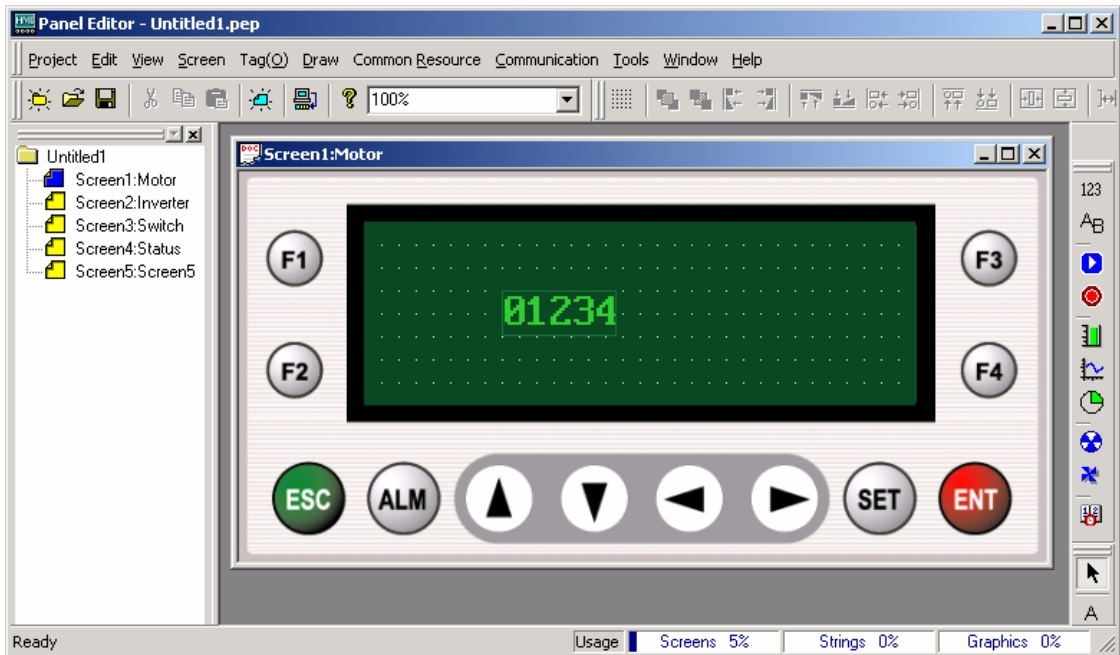 Panel Editor - Untitled1.pep
Project Edit View Screen Tag(O) Draw Common Resource Communication Tools Window Help
100%
Untitled1
Screen1:Motor
Screen2:Inverter
Screen3:Switch
Screen4:Status
Screen5:Screen5
Screen1:Motor
F1
F3
01234
F2
F4
ESC ALM SET ENT
123
AB
A
Ready Usage Screens 5% Strings 0% Graphics 0%